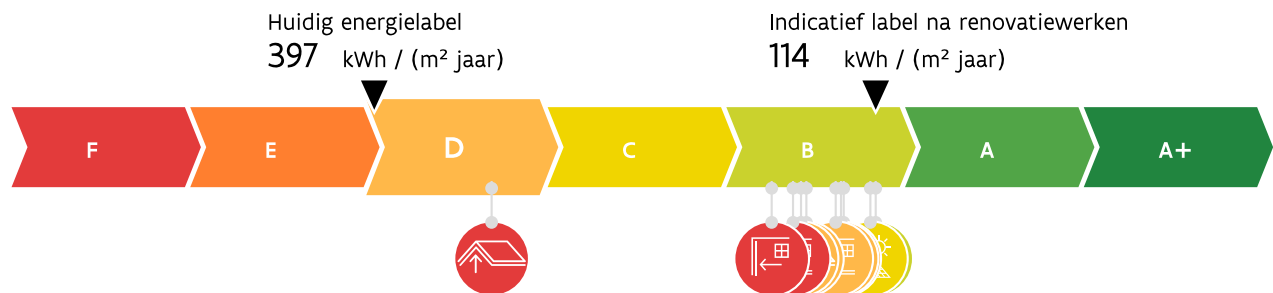 Huidig energielabel
397 kWh / (m² jaar)
Indicatief label na renovatiewerken
114 kWh / (m² jaar)
F E D C B A A+